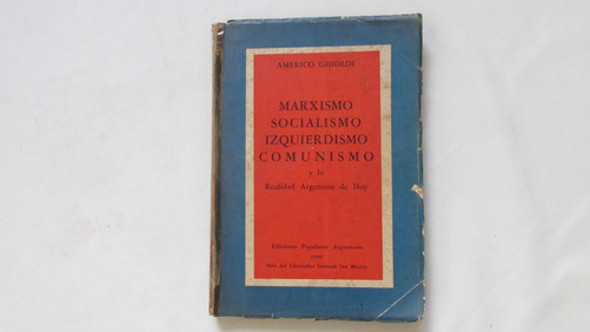 AMERICO GHIOLDI
MARXISMO
SOCIALISMO
IZQUIERDISMO
COMUNISMO
y la
Realidad Argentina de Hoy
Ediciones Populares Argentinas
Año del Libertador General San Martín